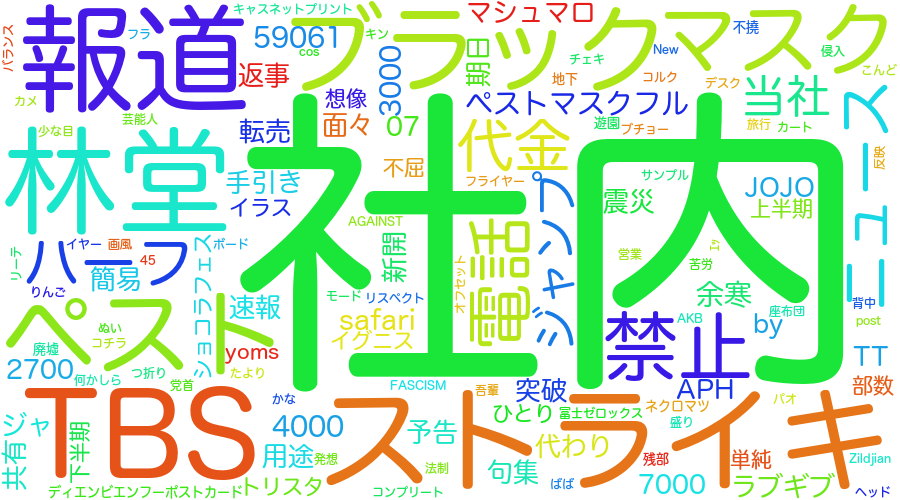 キャスネットプリント
マシュマロ
キン
ブラックマスク
不撓
侵入
バランス
フラ
報道
59061
cos
3000
期日
チェキ
地下
New
コルク
デスク
こんど
返事
カメ
芸能人
想像
ペストマスクフル
当社
ニュース
少な目
転売
面々
07
代金
遊園
プチョー
旅行
カート
反映
林堂
社内
不屈
フライヤー
手引き
イラス
サンプル
JOJO
上半期
震災
AGAINST
電話
ジャンプ
リーテ
ハーフ
イヤー
画風
ショコラフェス
ボード
新開
オフセット
営業
ェッ
簡易
45
モード
リスペクト
苦労
余寒
りんご
速報
safari
背中
座布団
ペスト
ぬい
コチラ
イグニス
禁止
AKB
by
post
廃墟
つ折り
yoms
TT
2700
何かしら
党首
たより
FASCISM
吾輩
突破
APH
部数
TBS
かな
ストライキ
ひとり
富士ゼロックス
ネクロマツ
バオ
共有
ジャ
下半期
4000
予告
代わり
盛り
用途
発想
法制
句集
残部
単純
Zildjian
ディエンビエンフーポストカード
トリスタ
コンプリート
ばば
7000
ラブギブ
ヘッド